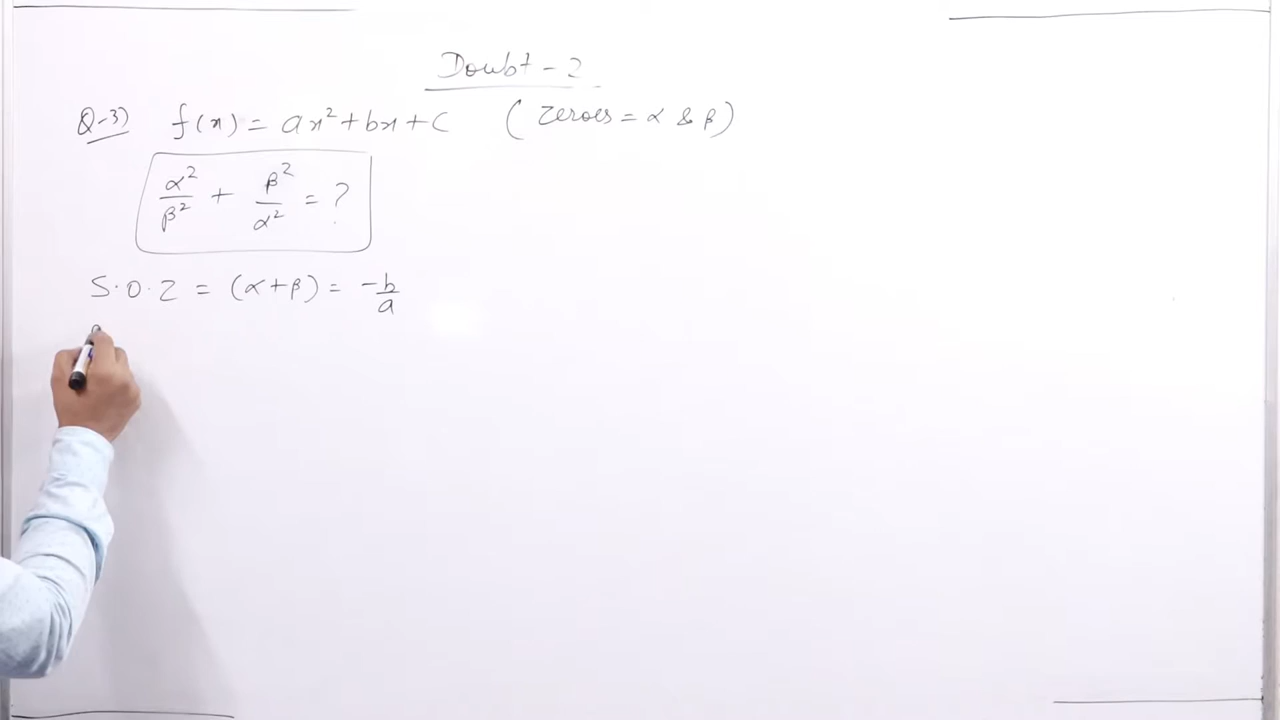 Doubt - 2
Q-3) f(x) = ax²+bx+c ( Zeroes = α & β )
α²/β² + β²/α² = ?
S.O.Z = (α+β) = -b/a